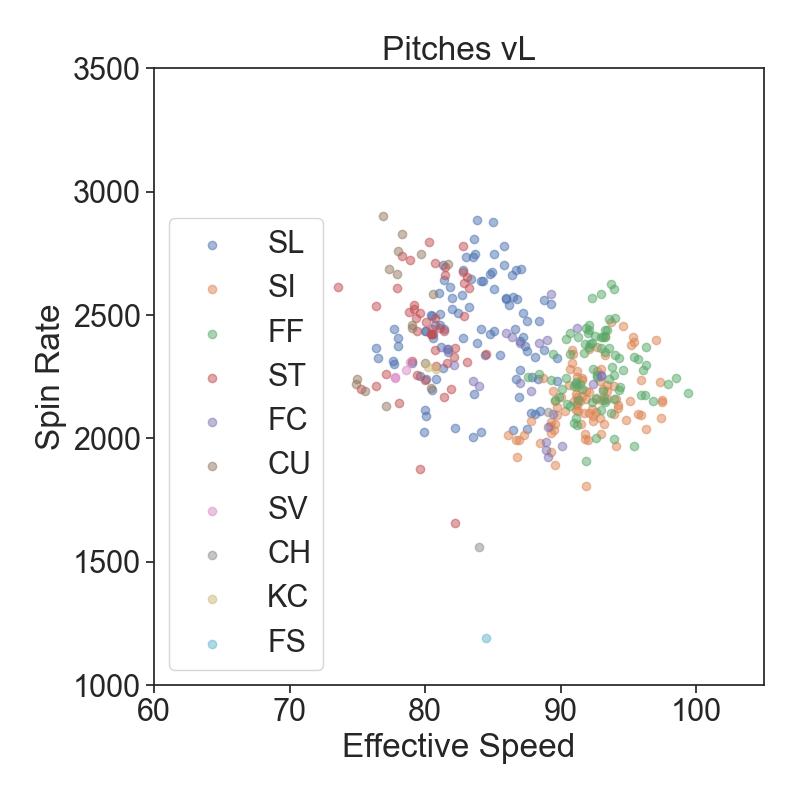 Pitches vL
3500
3000
2500
2000
1500
1000
Spin Rate
SL
SI
FF
ST
FC
CU
SV
CH
KC
FS
60 70 80 90 100
Effective Speed